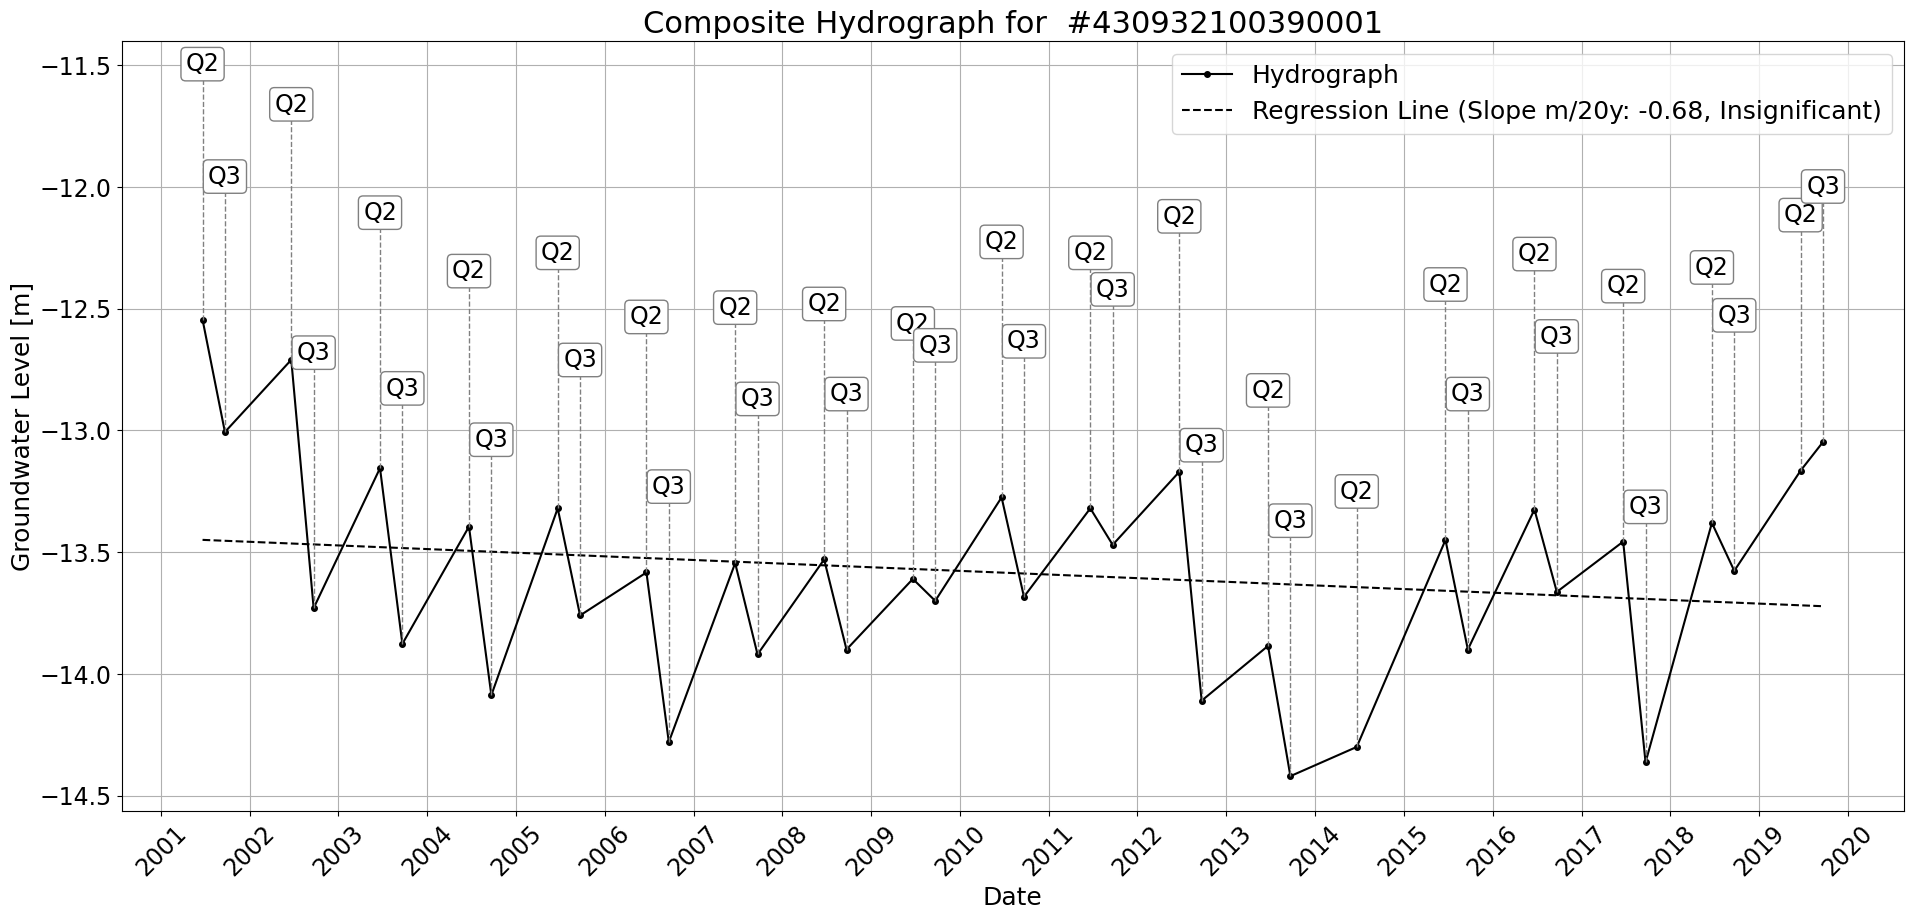 Composite Hydrograph for  #430932100390001
Hydrograph
Regression Line (Slope m/20y: -0.68, Insignificant)
Groundwater Level [m]
−11.5
−12.0
−12.5
−13.0
−13.5
−14.0
−14.5
Q2
Q3
Q2
Q3
Q2
Q3
Q2
Q3
Q2
Q3
Q2
Q3
Q2
Q3
Q2
Q3
Q2
Q3
Q2
Q3
Q2
Q3
Q2
Q3
Q2
Q3
Q2
Q2
Q3
Q2
Q3
Q2
Q3
Q2
Q3
Q2
Q3
2001
2002
2003
2004
2005
2006
2007
2008
2009
2010
2011
2012
2013
2014
2015
2016
2017
2018
2019
2020
Date